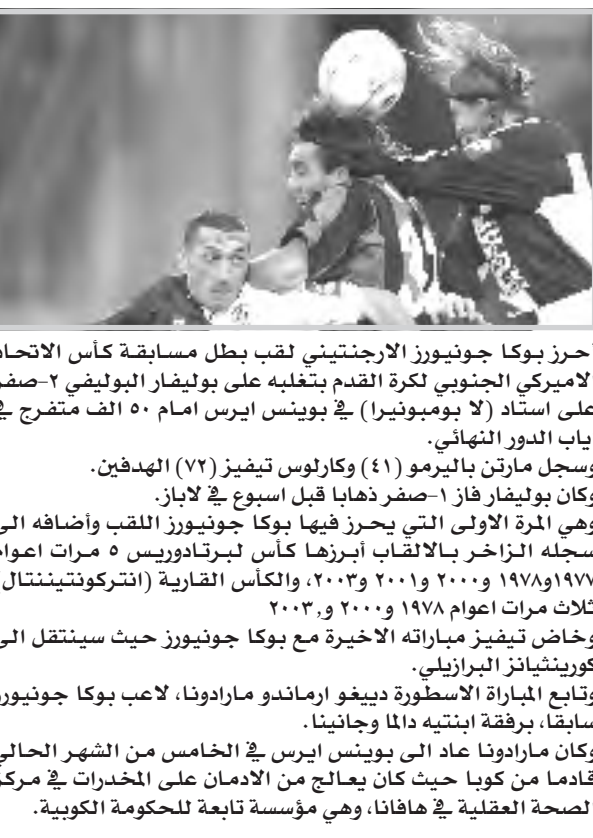 احرز بوكا جونيورز الارجنتيني لقب بطل مسابقة كأس الاتحاد
الاميركي الجنوبي لكرة القدم بتغلبه على بوليفار البوليفي ٢-صفر
على استاد (لا بومبونيرا) في بوينس ايرس امام ٥٠ الف متفرج في
اياب الدور النهائي.
وسجل مارتن باليرمو (٤١) وكارلوس تيفيز (٧٢) الهدفين.
وكان بوليفار فاز ١-صفر ذهابا قبل اسبوع في لاباز.
وهي المرة الاولى التي يحرز فيها بوكا جونيورز اللقب وأضافه الى
سجله الزاخر بالالقاب أبرزها كأس لبرتادوريس ٥ مرات اعوام
١٩٧٧و١٩٧٨ و٢٠٠٠ و٢٠٠١ و٢٠٠٣، والكأس القارية (انتركونتيننتال)
ثلاث مرات اعوام ١٩٧٨ و٢٠٠٠ و,٢٠٠٣
وخاض تيفيز مباراته الاخيرة مع بوكا جونيورز حيث سينتقل الى
كورينثيانز البرازيلي.
وتابع المباراة الاسطورة دييغو ارماندو مارادونا، لاعب بوكا جونيورز
سابقا، برفقة ابنتيه دالما وجانينا.
وكان مارادونا عاد الى بوينس ايرس في الخامس من الشهر الحالي
قادما من كوبا حيث كان يعالج من الادمان على المخدرات في مركز
الصحة العقلية في هافانا، وهي مؤسسة تابعة للحكومة الكوبية.